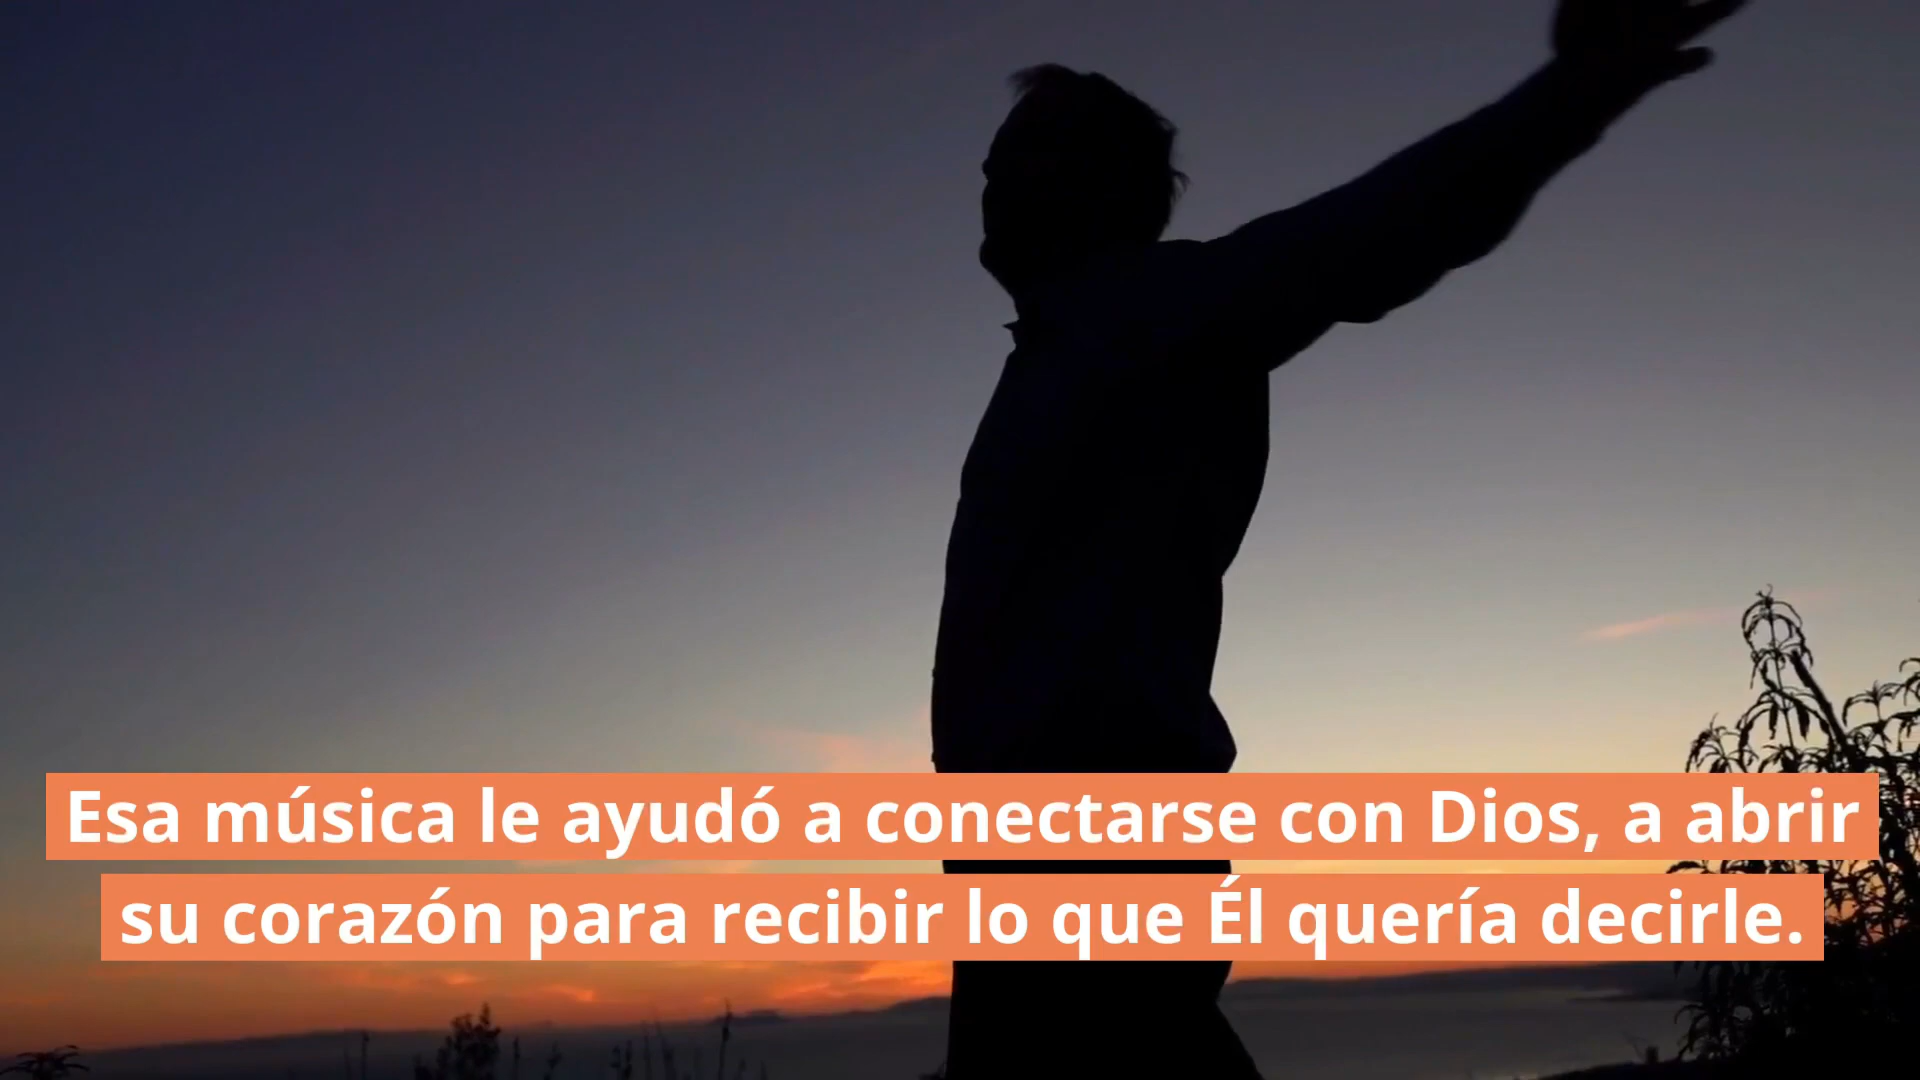 Esa música le ayudó a conectarse con Dios, a abrir
su corazón para recibir lo que Él quería decirle.